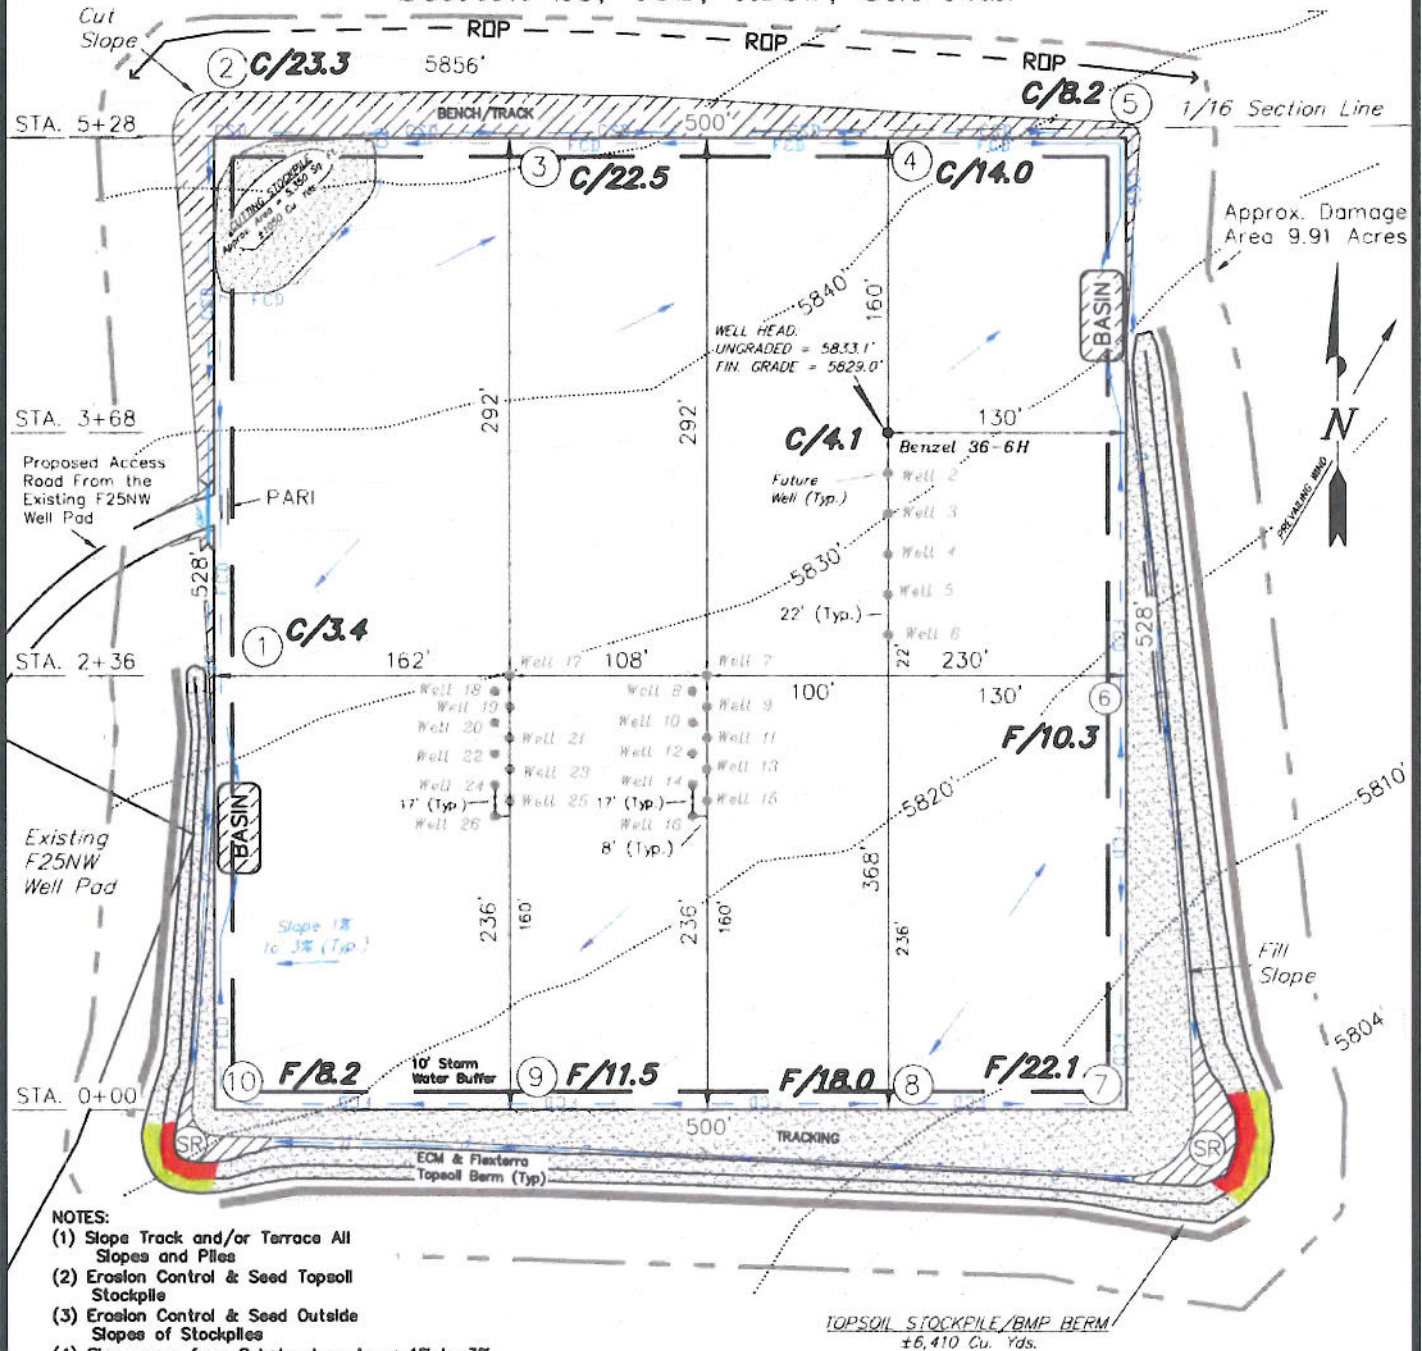 Cut
Slope
ROP
ROP
ROP
2 C/23.3
5856'
C/8.2
5
1/16 Section Line
STA. 5+28
BENCH/TRACK
500'
3
C/22.5
4
C/14.0
CUTTING STOCKPILE
Approx. Damage
Area 9.91 Acres
FCD
5840'
160'
BASIN
WELL HEAD:
UNGRADED = 5833.1'
FIN. GRADE = 5829.0'
STA. 3+68
292'
292'
130'
N
PREVAILING WIND
C/4.1
Benzel 36-6H
Proposed Access
Road From the
Existing F25NW
Well Pad
PARI
Future
Well (Typ.)
Well 2
Well 3
Well 4
5830'
Well 5
22' (Typ.)
528'
528'
1
C/3.4
Well 6
22'
STA. 2+36
162'
Well 17
108'
Well 7
230'
100'
130'
6
Well 18
Well 8
Well 19
Well 9
Well 20
Well 10
F/10.3
Well 21
Well 11
Well 22
Well 12
Well 23
Well 13
Well 24
Well 14
17' (Typ.)
Well 25
17' (Typ.)
Well 15
Well 26
Well 16
8' (Typ.)
5820'
5810'
BASIN
Existing
F25NW
Well Pad
368'
236'
160'
236'
160'
236'
Slope 1%
to 3% (Typ.)
Fill
Slope
5804'
10
F/8.2
10' Storm
Water Buffer
9
F/11.5
F/18.0
8
F/22.1
7
STA. 0+00
500'
TRACKING
SR
SR
ECM & Flexterra
Topsoil Berm (Typ)
NOTES:
(1) Slope Track and/or Terrace All
Slopes and Piles
(2) Erosion Control & Seed Topsoil
Stockpile
(3) Erosion Control & Seed Outside
Slopes of Stockpiles
TOPSOIL STOCKPILE/BMP BERM
±6,410 Cu. Yds.